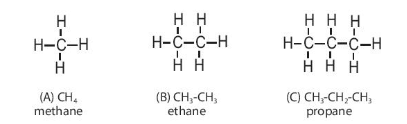 H H H H H H
H-C-H H-C-C-H H-C-C-C-H
H H H H H H
(A) CH₄ (B) CH₃-CH₃ (C) CH₃-CH₂-CH₃
methane ethane propane